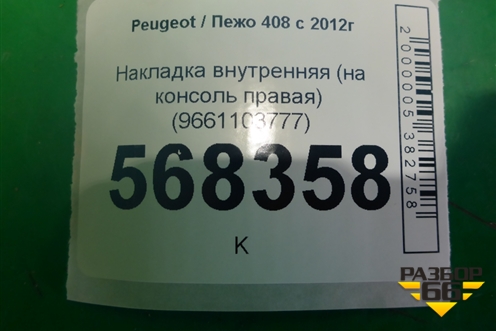 Peugeot / Пежо 408 с 2012г
Накладка внутренняя (на
консоль правая)
(9661103777)
568358
К
2000005382758
РАЗБОР
66